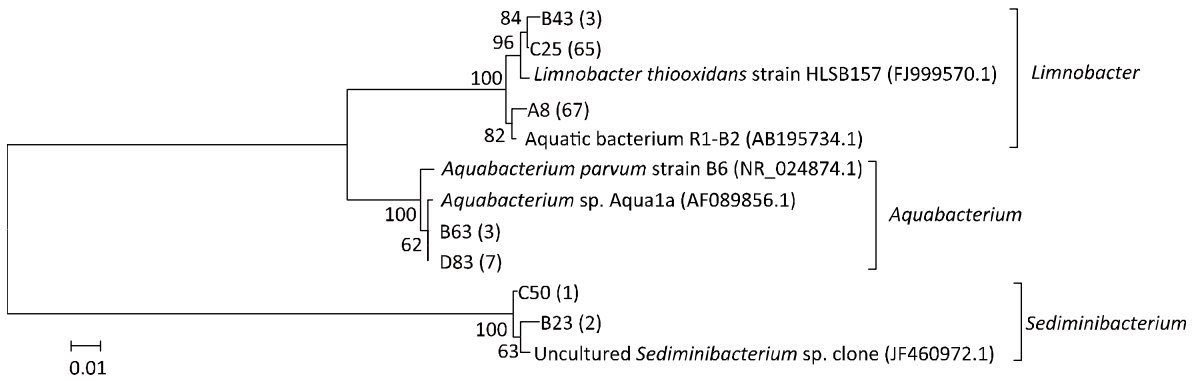 84
B43 (3)
96
C25 (65)
100
Limnobacter thiooxidans strain HLSB157 (FJ999570.1)
Limnobacter
A8 (67)
82
Aquatic bacterium R1-B2 (AB195734.1)
Aquabacterium parvum strain B6 (NR_024874.1)
Aquabacterium sp. Aqua1a (AF089856.1)
100
Aquabacterium
B63 (3)
62
D83 (7)
C50 (1)
100
B23 (2)
Sediminibacterium
63
Uncultured Sediminibacterium sp. clone (JF460972.1)
0.01